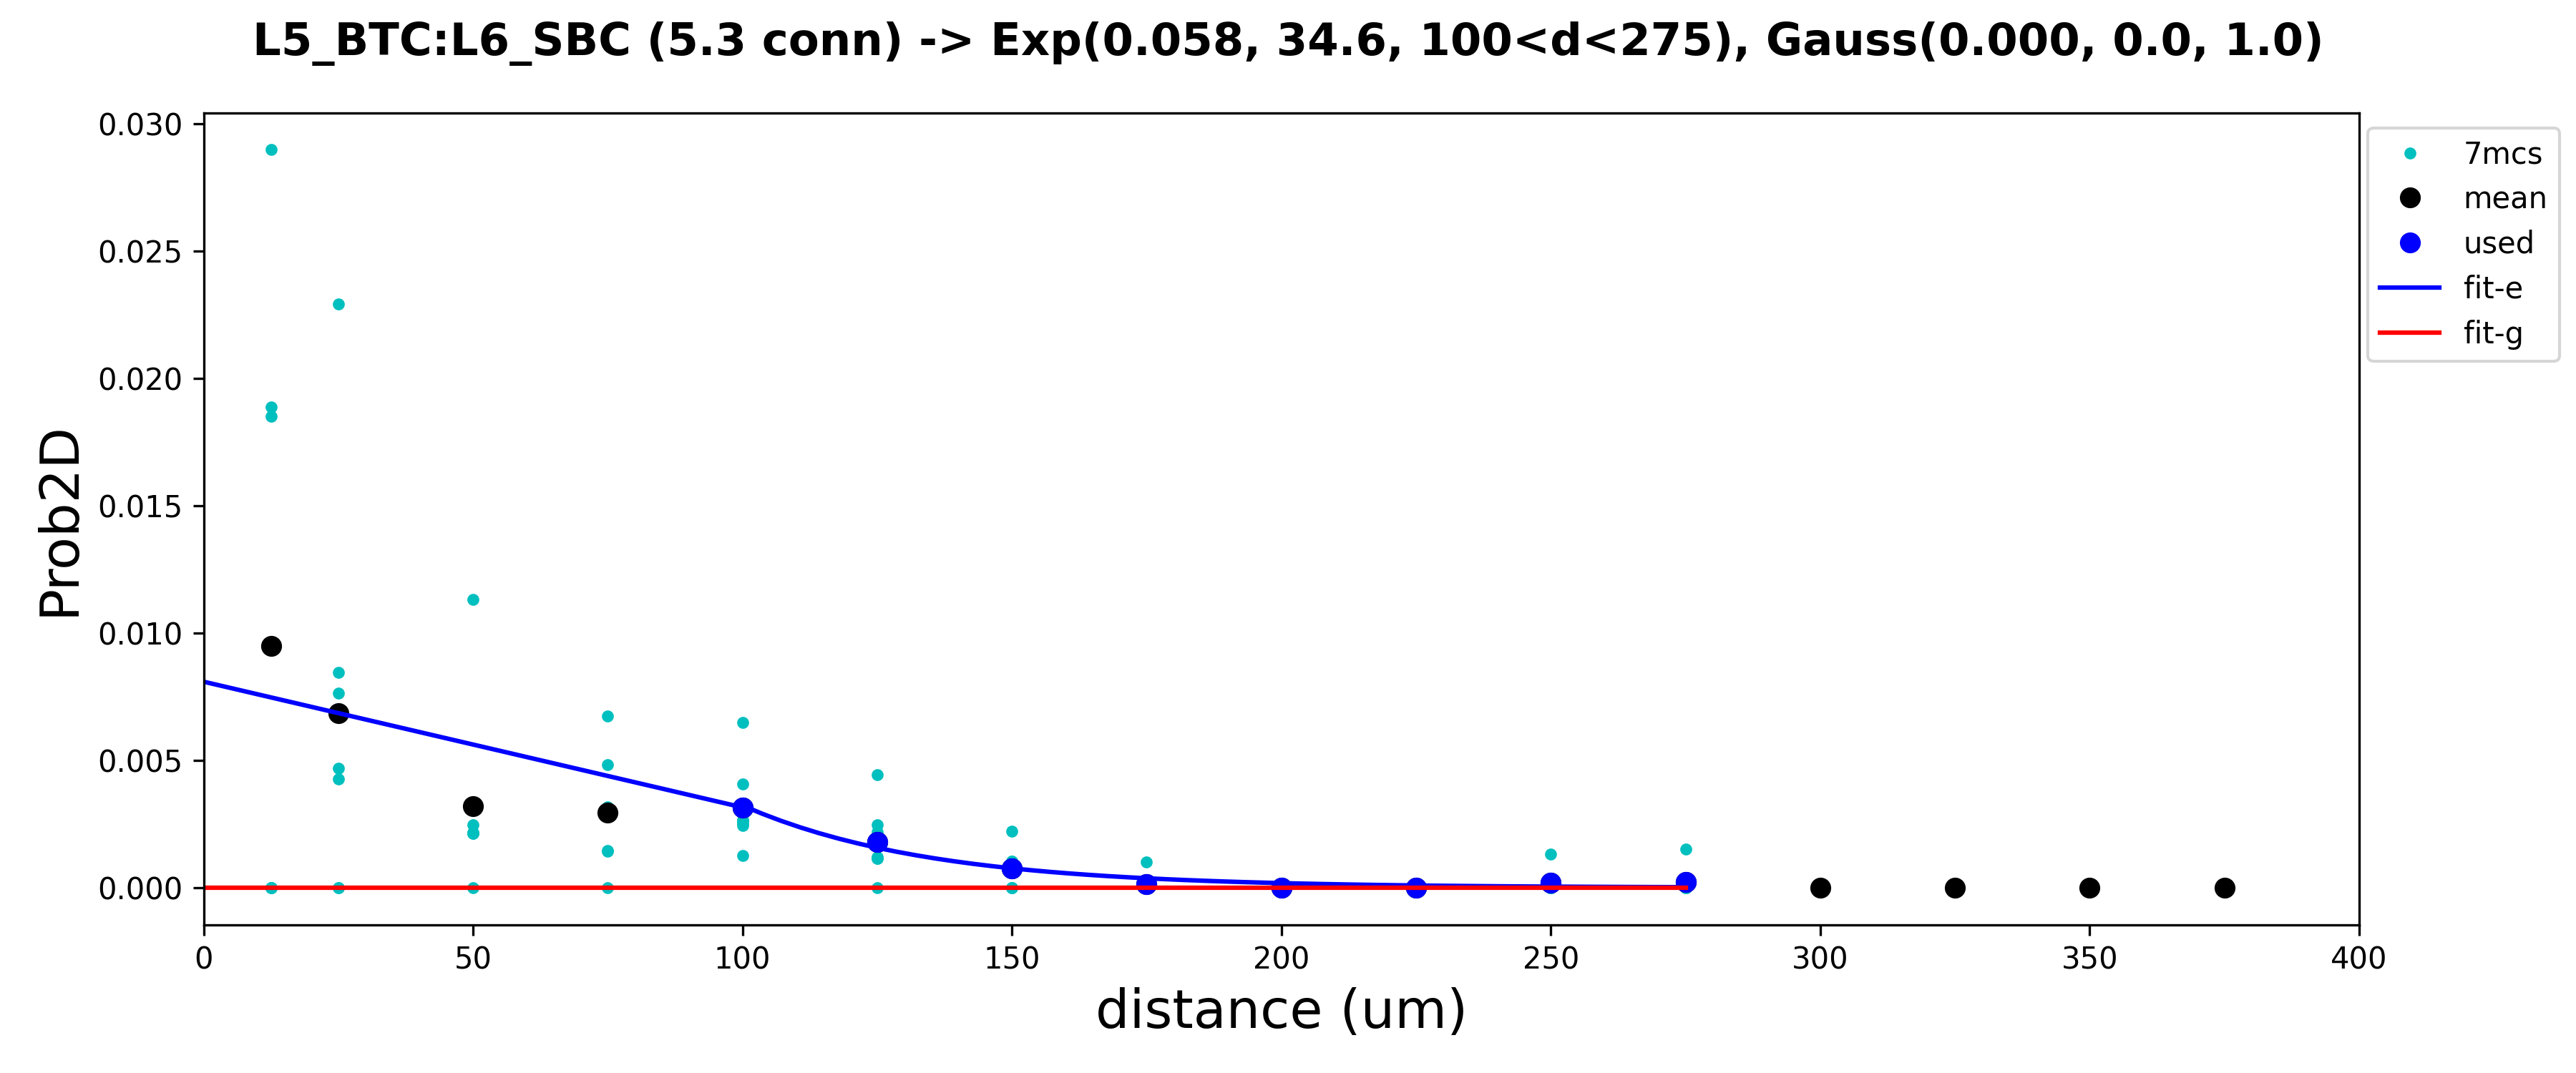 L5_BTC:L6_SBC (5.3 conn) -> Exp(0.058, 34.6, 100<d<275), Gauss(0.000, 0.0, 1.0)
0.030
0.025
0.020
0.015
0.010
0.005
0.000
Prob2D
0 50 100 150 200 250 300 350 400
distance (um)
7mcs
mean
used
fit-e
fit-g